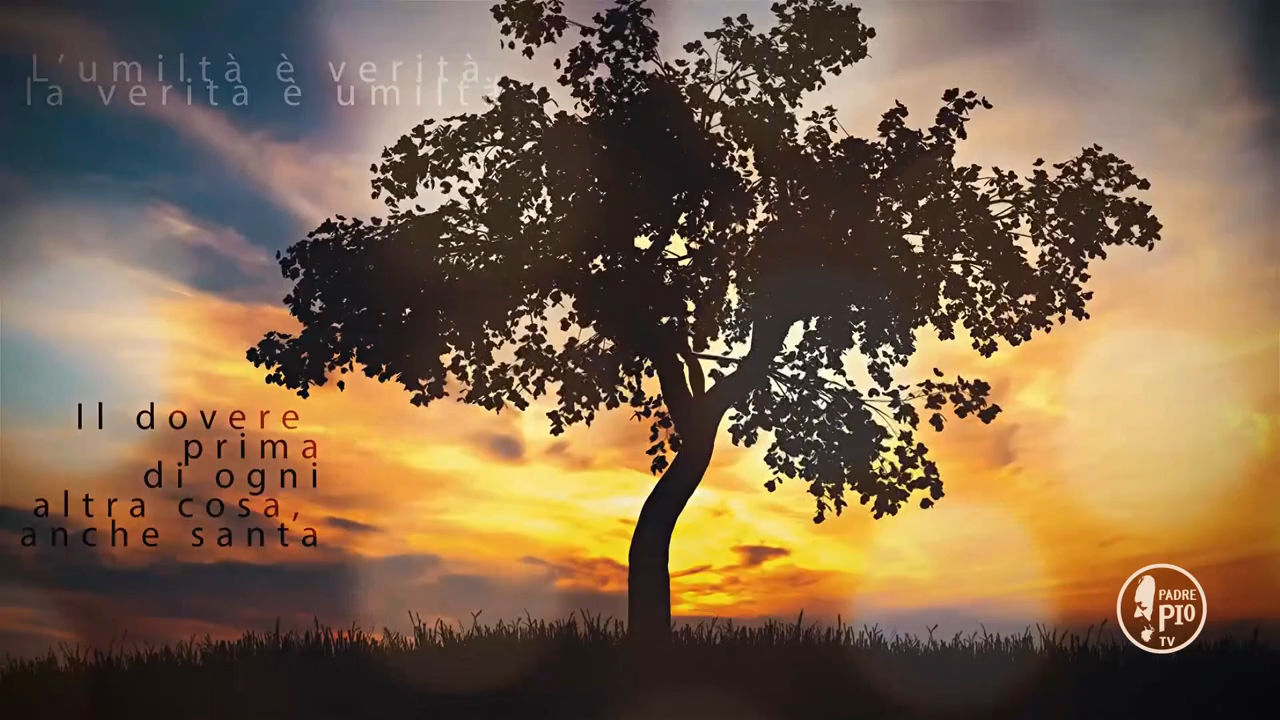 L'umiltà è verità,
la verità è umiltà
Il dovere
prima
di ogni
altra cosa,
anche santa
PADRE
PIO
TV